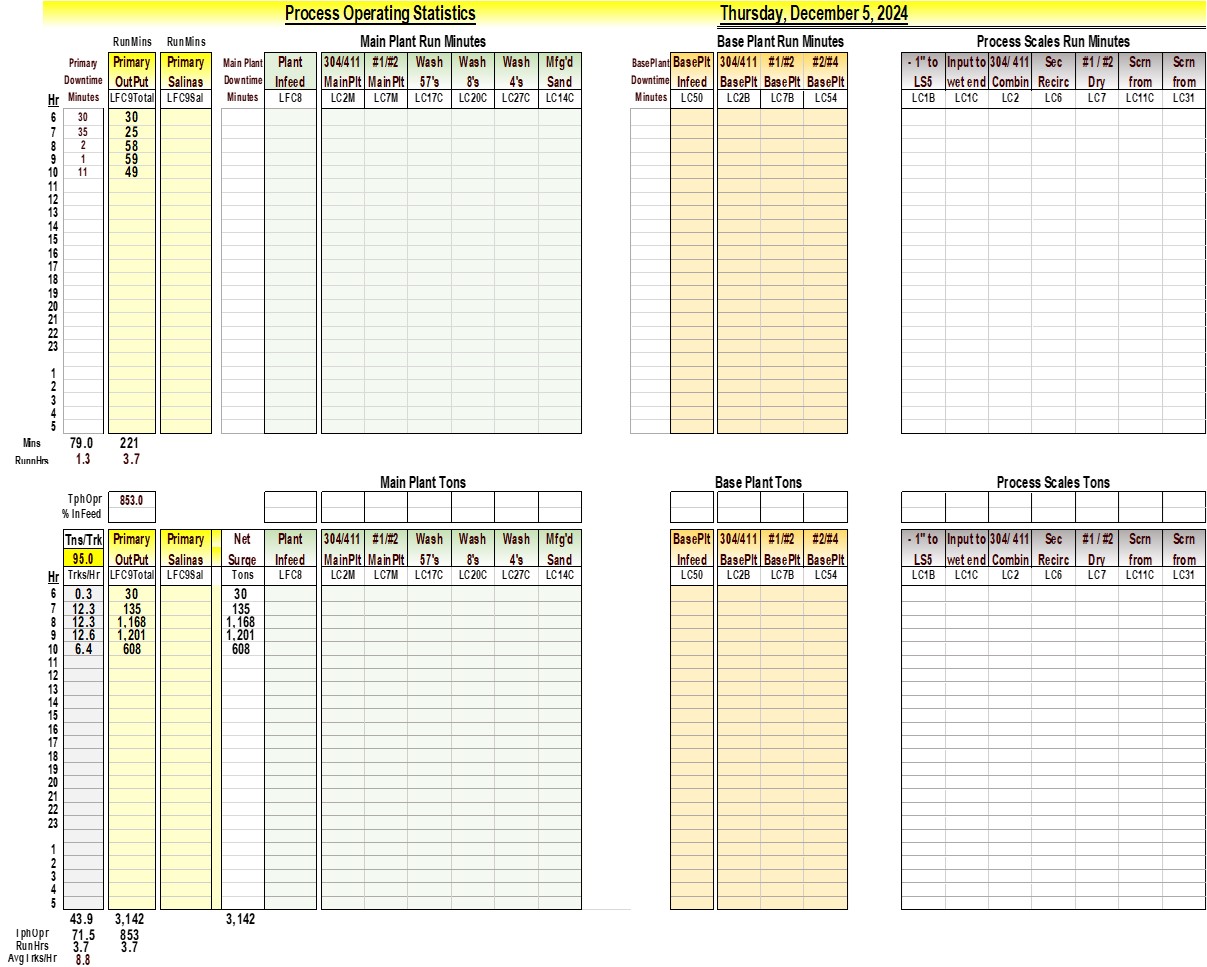 Process Operating Statistics Thursday, December 5, 2024
RunMins RunMins Main Plant Run Minutes Base Plant Run Minutes Process Scales Run Minutes
Primary Primary Primary Main Plant Plant 304/411 #1/#2 Wash Wash Wash Mfg'd BasePlant BasePlt 304/411 #1/#2 #2/#4 - 1" to Input to 304/ 411 Sec #1 / #2 Scrn Scrn
Downtime OutPut Salinas Downtime Infeed MainPlt MainPlt 57's 8's 4's Sand Downtime Infeed BasePlt BasePlt BasePlt LS5 wet end Combin Recirc Dry from from
Hr Minutes LFC9Total LFC9Sal Minutes LFC8 LC2M LC7M LC17C LC20C LC27C LC14C Minutes LC50 LC2B LC7B LC54 LC1B LC1C LC2 LC6 LC7 LC11C LC31
6 30 30
7 35 25
8 2 58
9 1 59
10 11 49
11
12
13
14
15
16
17
18
19
20
21
22
23
1
2
3
4
5
Mins 79.0 221
RunnHrs 1.3 3.7
Main Plant Tons Base Plant Tons Process Scales Tons
TphOpr 853.0
% InFeed
Tns/Trk Primary Primary Net Plant 304/411 #1/#2 Wash Wash Wash Mfg'd BasePlt 304/411 #1/#2 #2/#4 - 1" to Input to 304/ 411 Sec #1 / #2 Scrn Scrn
95.0 OutPut Salinas Surge Infeed MainPlt MainPlt 57's 8's 4's Sand Infeed BasePlt BasePlt BasePlt LS5 wet end Combin Recirc Dry from from
Hr Trks/Hr LFC9Total LFC9Sal Tons LFC8 LC2M LC7M LC17C LC20C LC27C LC14C LC50 LC2B LC7B LC54 LC1B LC1C LC2 LC6 LC7 LC11C LC31
6 0.3 30 30
7 12.3 135 135
8 12.3 1,168 1,168
9 12.6 1,201 1,201
10 6.4 608 608
11
12
13
14
15
16
17
18
19
20
21
22
23
1
2
3
4
5
43.9 3,142 3,142
TphOpr 71.5 853
RunHrs 3.7 3.7
AvgTrks/Hr 8.8